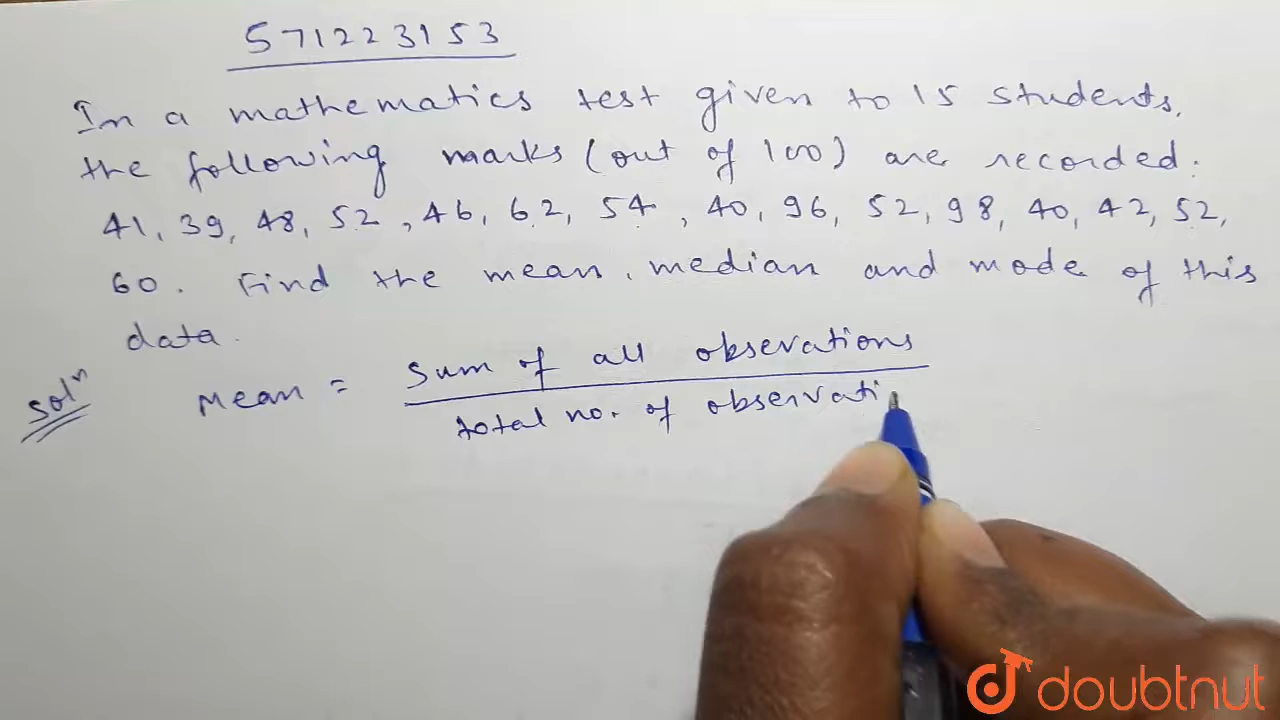 571223153
In a mathematics test given to 15 students,
the following marks (out of 100) are recorded:
41, 39, 48, 52, 46, 62, 54, 40, 96, 52, 98, 40, 42, 52,
60. Find the mean, median and mode of this
data.
Solⁿ Mean = sum of all observations
total no. of observati
doubtnut